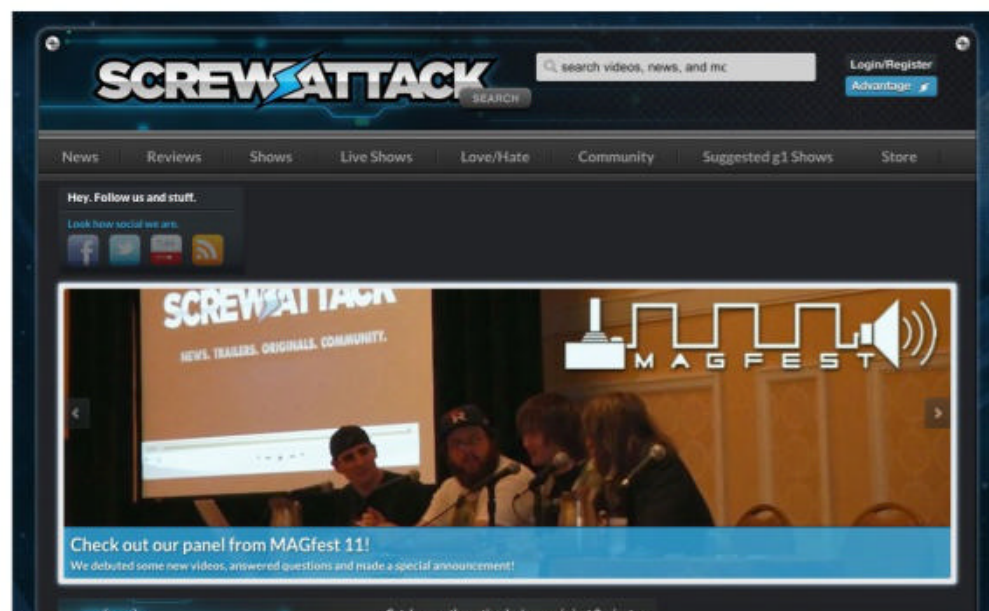 SCREWATTACK
search videos, news, and mc
SEARCH
Login/Register
Advantage
News Reviews Shows Live Shows Love/Hate Community Suggested g1 Shows Store
Hey. Follow us and stuff.
Look how social we are.
SCREWATTACK
NEWS. TRAILERS. ORIGINALS. COMMUNITY.
MAGFEST
Check out our panel from MAGfest 11!
We debuted some new videos, answered questions and made a special announcement!